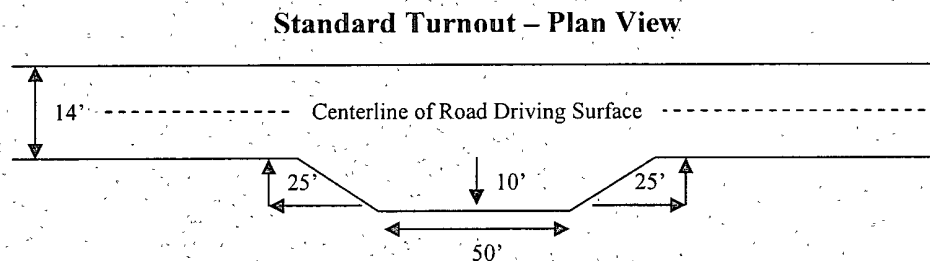 Standard Turnout – Plan View
14’
Centerline of Road Driving Surface
25’
10’
25’
50’